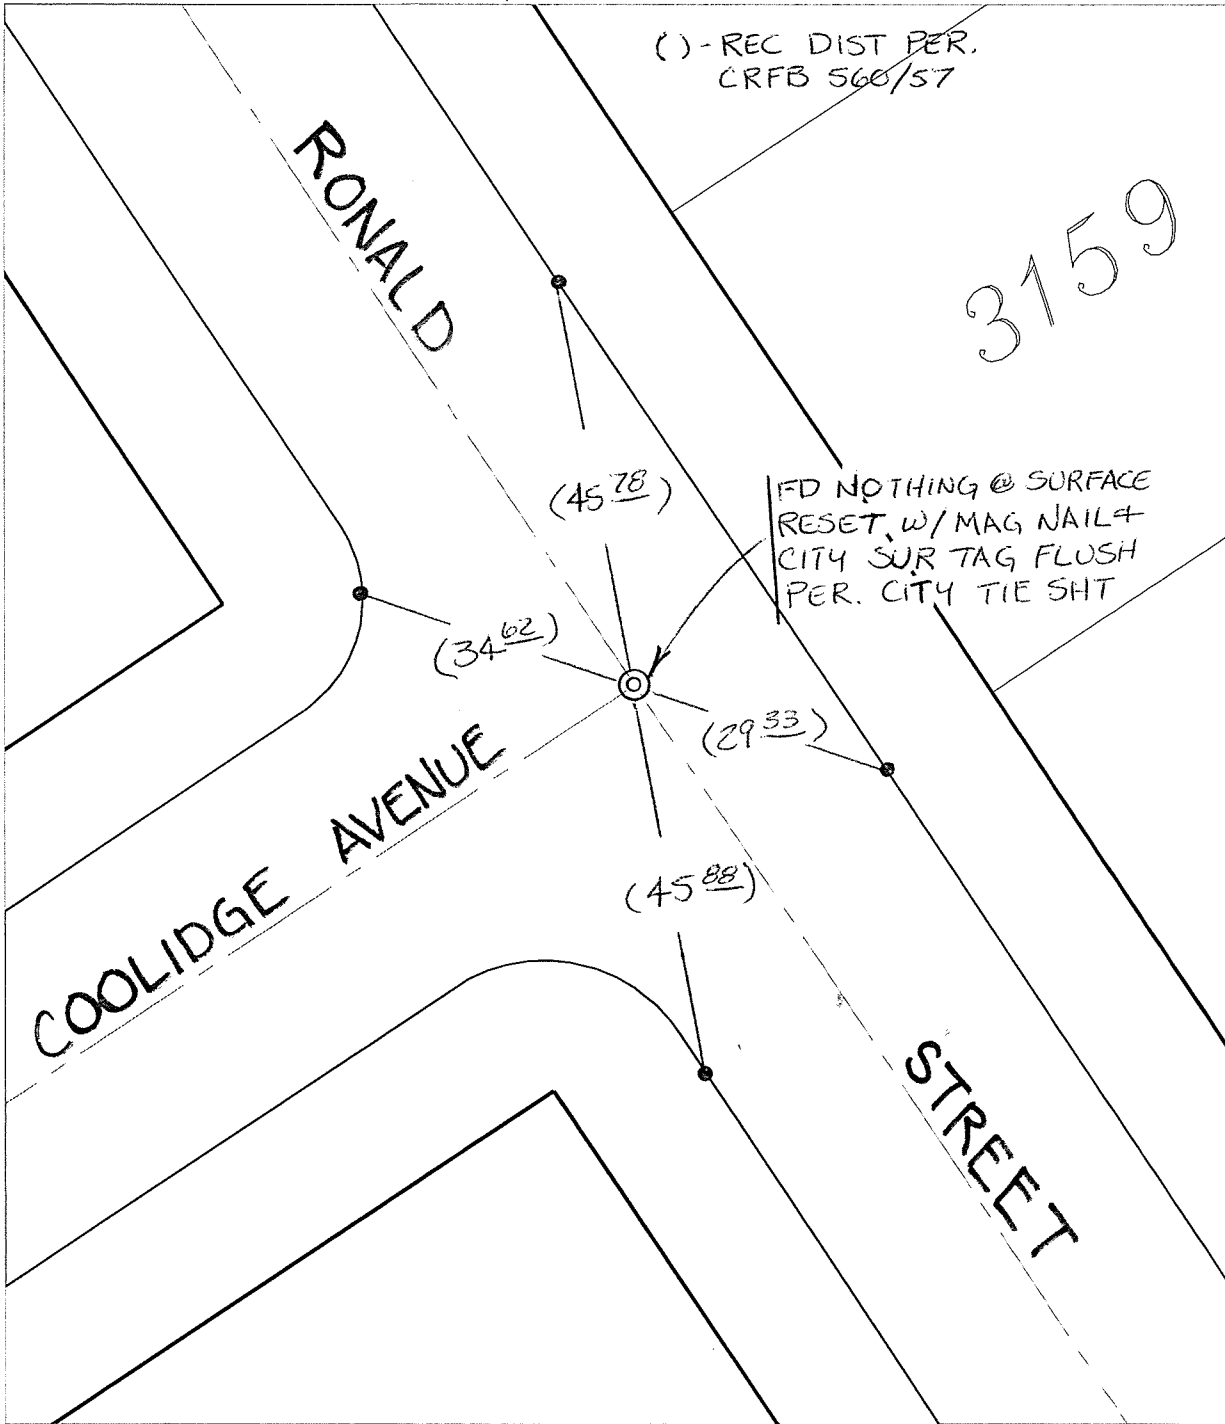 ( ) - REC DIST PER.
CRFB 560/57
RONALD
3159
(45 78)
FD NOTHING @ SURFACE
RESET W/ MAG NAIL &
CITY SUR TAG FLUSH
PER. CITY TIE SHT
(34 62)
(29 33)
COOLIDGE AVENUE
(45 88)
STREET